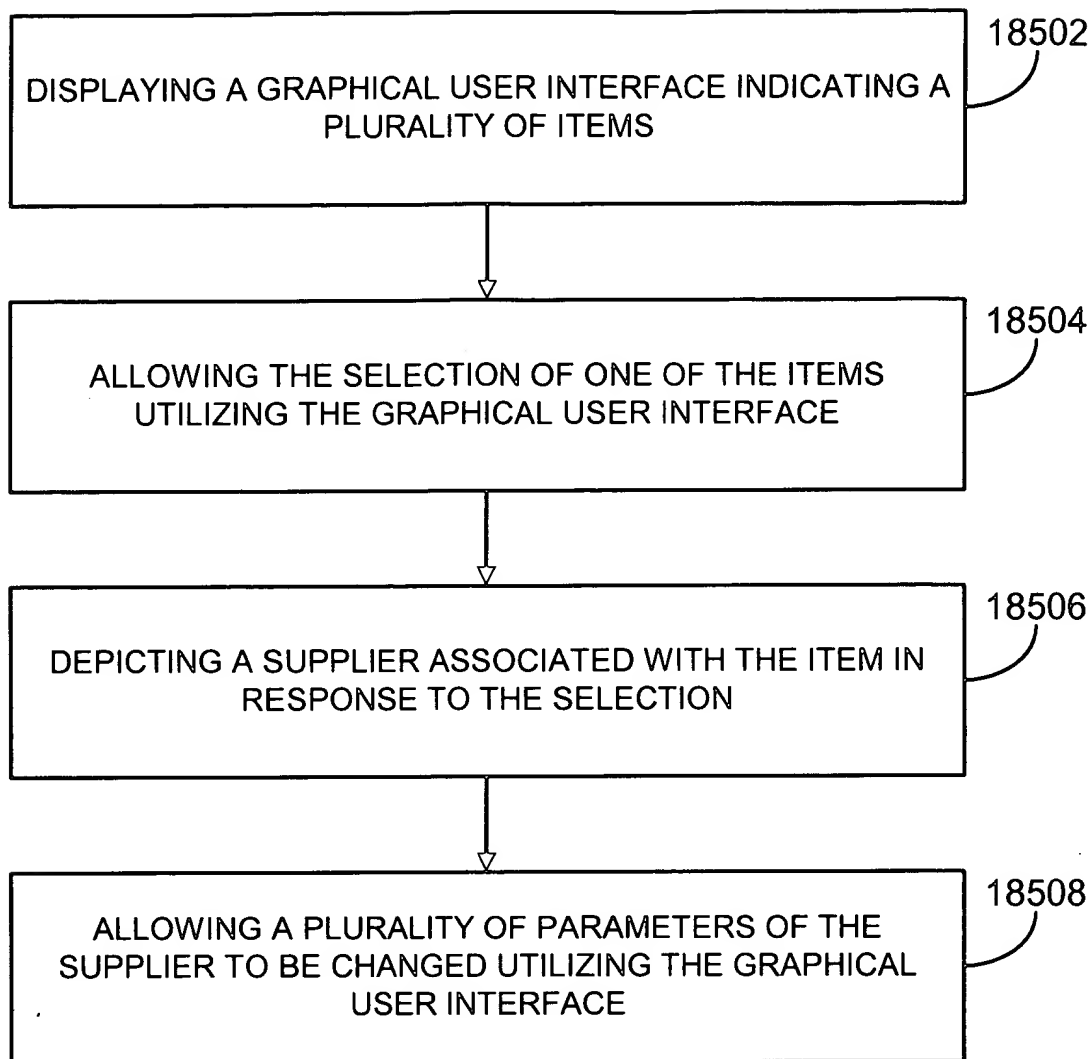 18502
DISPLAYING A GRAPHICAL USER INTERFACE INDICATING A
PLURALITY OF ITEMS
18504
ALLOWING THE SELECTION OF ONE OF THE ITEMS
UTILIZING THE GRAPHICAL USER INTERFACE
18506
DEPICTING A SUPPLIER ASSOCIATED WITH THE ITEM IN
RESPONSE TO THE SELECTION
18508
ALLOWING A PLURALITY OF PARAMETERS OF THE
SUPPLIER TO BE CHANGED UTILIZING THE GRAPHICAL
USER INTERFACE